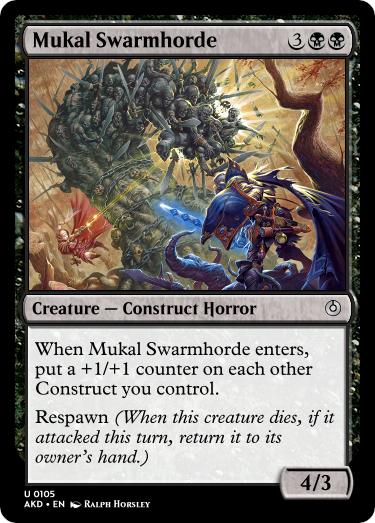 Mukal Swarmhorde 3
Creature — Construct Horror
When Mukal Swarmhorde enters,
put a +1/+1 counter on each other
Construct you control.
Respawn (When this creature dies, if it
attacked this turn, return it to its
owner's hand.)
4/3
U 0105
AKD • EN Ralph Horsley